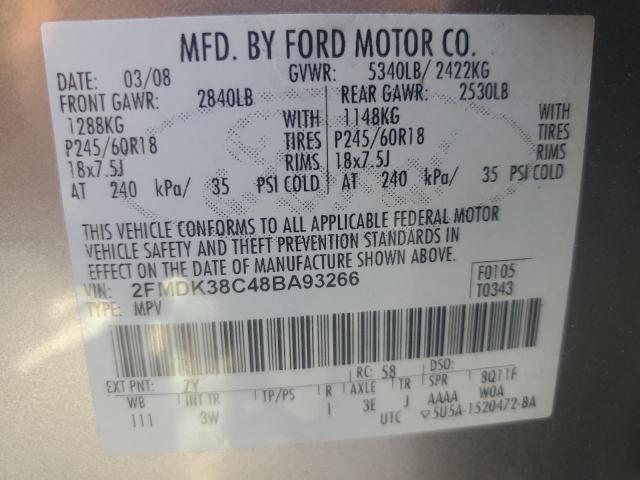 MFD. BY FORD MOTOR CO.
DATE: 03/08 GVWR: 5340LB/ 2422KG
FRONT GAWR: 2840LB REAR GAWR: 2530LB
1288KG WITH 1148KG WITH
P245/60R18 TIRES P245/60R18 TIRES
18x7.5J RIMS 18x7.5J RIMS
AT 240 kPa/ 35 PSI COLD AT 240 kPa/ 35 PSI COLD
THIS VEHICLE CONFORMS TO ALL APPLICABLE FEDERAL MOTOR
VEHICLE SAFETY AND THEFT PREVENTION STANDARDS IN
EFFECT ON THE DATE OF MANUFACTURE SHOWN ABOVE.
VIN: 2FMDK38C48BA93266 F0105
TYPE: MPV T0343
EXT PNT: ZY RC: 58 DSO:
WB INT TR TP/PS R AXLE TR SPR 8Q11F
111 3W I 3E J AAAA W0A
UTC 5U5A-1520472-BA